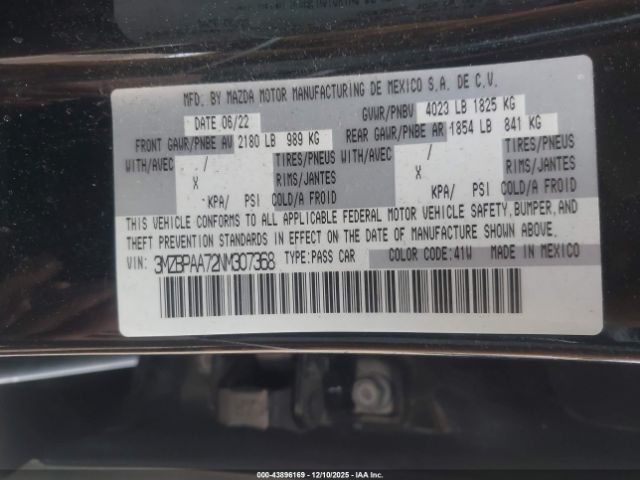 MFD. BY MAZDA MOTOR MANUFACTURING DE MEXICO S.A. DE C.V.
DATE 06/22 GVWR/PNBV 4023 LB 1825 KG
FRONT GAWR/PNBE AV 2180 LB 989 KG REAR GAWR/PNBE AR 1854 LB 841 KG
WITH/AVEC / TIRES/PNEUS WITH/AVEC / TIRES/PNEUS
X RIMS/JANTES X RIMS/JANTES
KPA/ PSI COLD/A FROID KPA/ PSI COLD/A FROID
THIS VEHICLE CONFORMS TO ALL APPLICABLE FEDERAL MOTOR VEHICLE SAFETY, BUMPER, AND
THEFT PREVENTION STANDARDS IN EFFECT ON THE DATE OF MANUFACTURE SHOWN ABOVE.
VIN: 3MZBPAA72NM307368 TYPE:PASS CAR COLOR CODE:41W MADE IN MEXICO
000-43896169 - 12/10/2025 - IAA Inc.